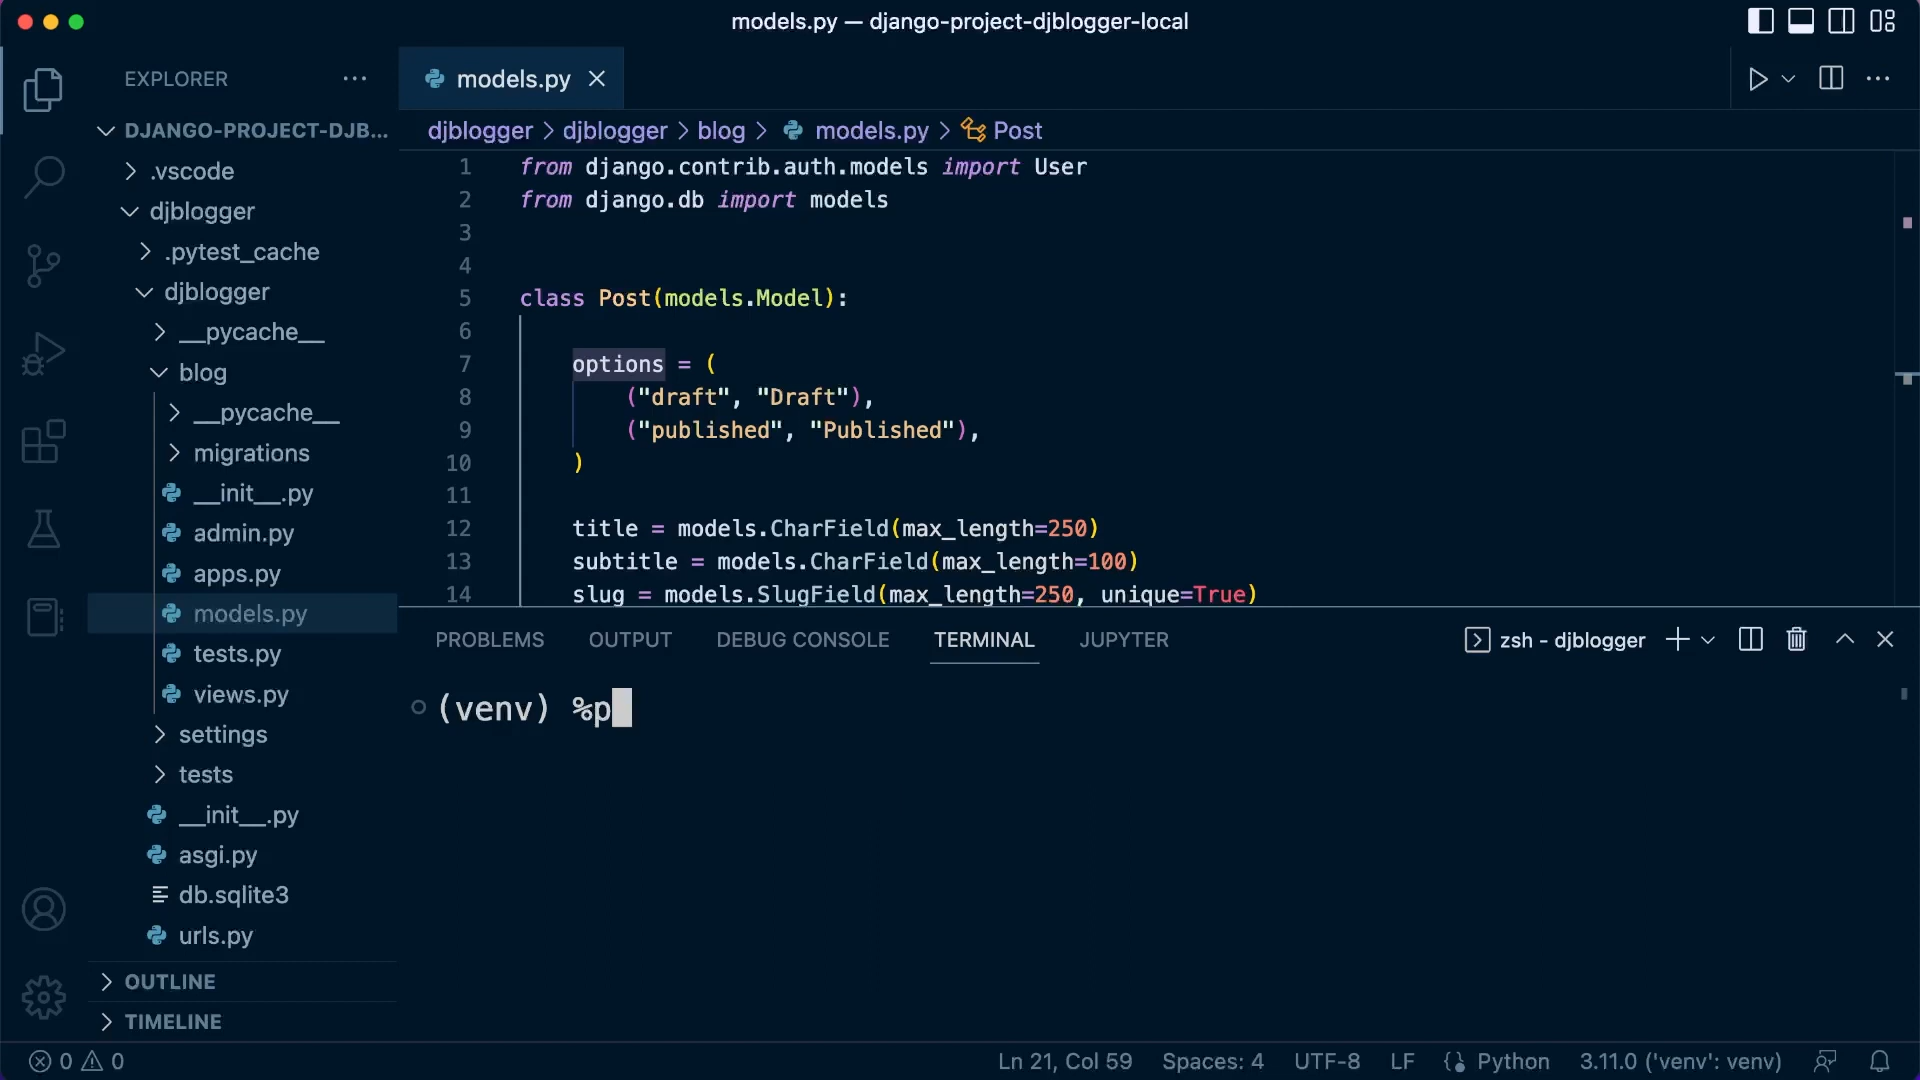 models.py — django-project-djblogger-local
EXPLORER
DJANGO-PROJECT-DJB...
.vscode
djblogger
.pytest_cache
djblogger
__pycache__
blog
__pycache__
migrations
__init__.py
admin.py
apps.py
models.py
tests.py
views.py
settings
tests
__init__.py
asgi.py
db.sqlite3
urls.py
OUTLINE
TIMELINE
models.py
djblogger > djblogger > blog > models.py > Post
1 from django.contrib.auth.models import User
2 from django.db import models
3
4
5 class Post(models.Model):
6
7 options = (
8 ("draft", "Draft"),
9 ("published", "Published"),
10 )
11
12 title = models.CharField(max_length=250)
13 subtitle = models.CharField(max_length=100)
14 slug = models.SlugField(max_length=250, unique=True)
PROBLEMS OUTPUT DEBUG CONSOLE TERMINAL JUPYTER zsh - djblogger
(venv) %p
0 0 Ln 21, Col 59 Spaces: 4 UTF-8 LF Python 3.11.0 ('venv': venv)